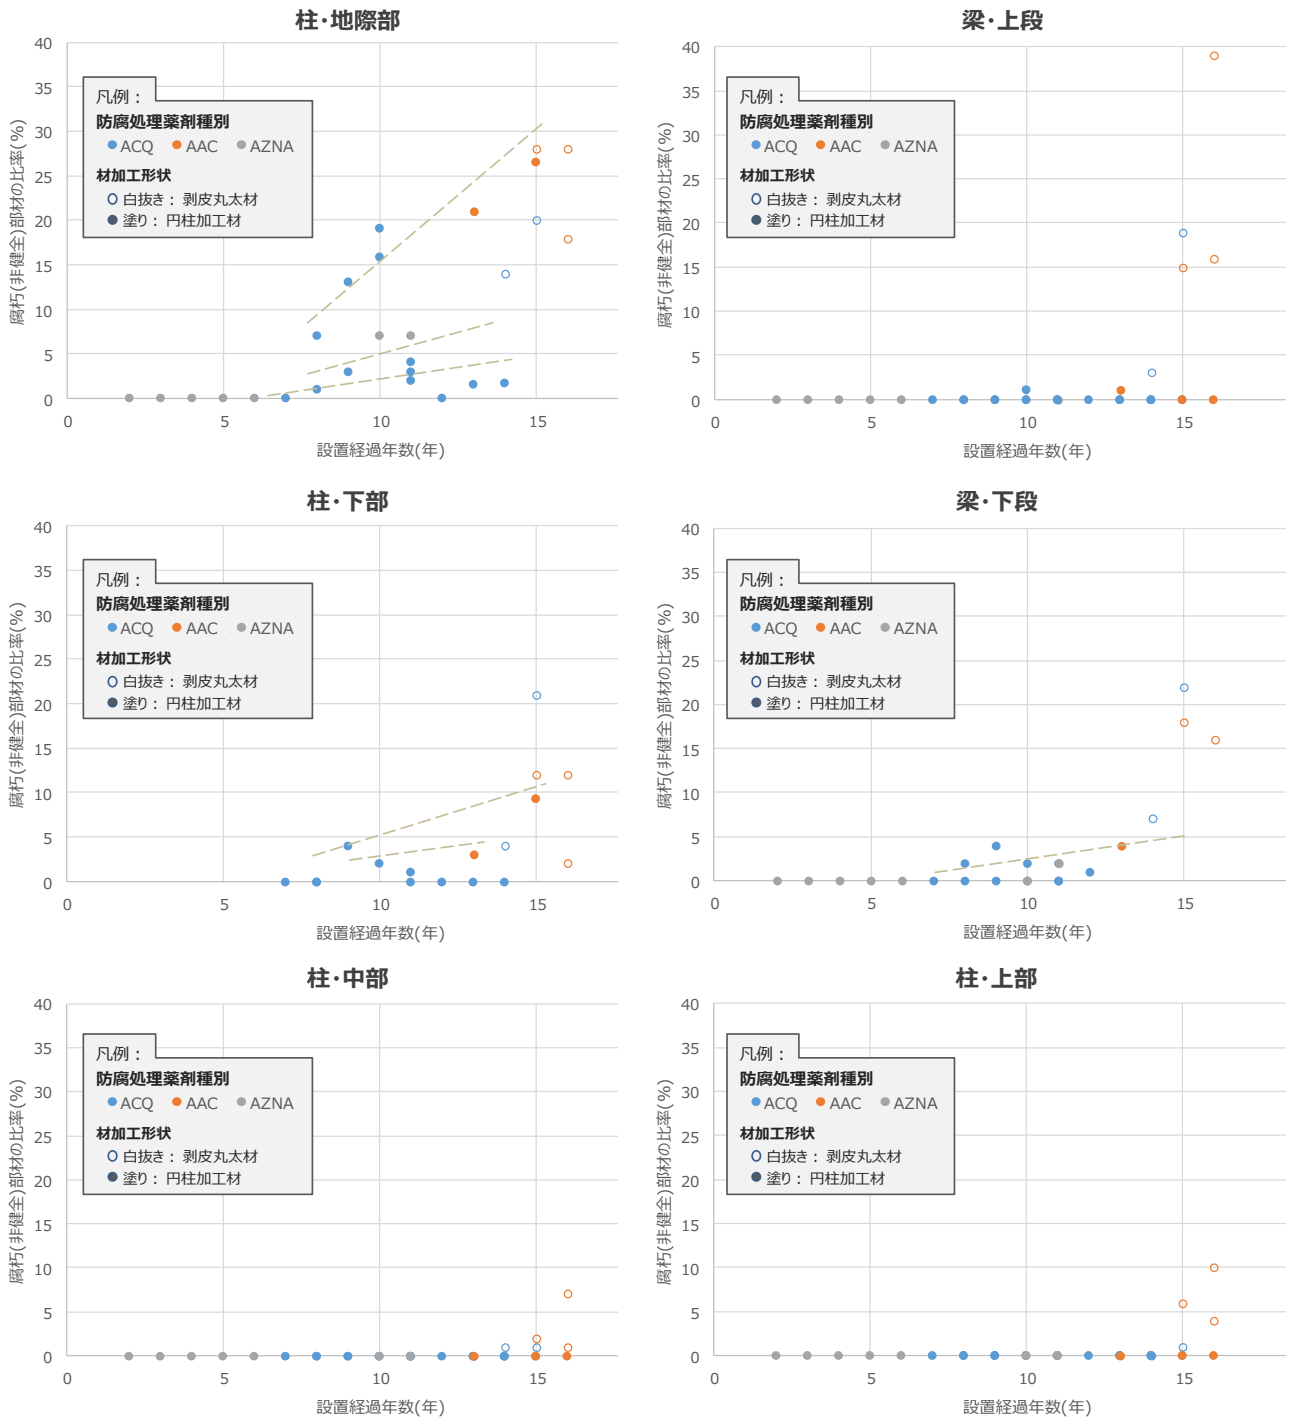 柱・地際部
40
35
30
25
20
15
10
5
0
0
5
10
15
腐朽(非健全)部材の比率(%)
設置経過年数(年)
凡例：
防腐処理薬剤種別
ACQ AAC AZNA
材加工形状
白抜き：剥皮丸太材
塗り：円柱加工材
梁・上段
40
35
30
25
20
15
10
5
0
0
5
10
15
腐朽(非健全)部材の比率(%)
設置経過年数(年)
凡例：
防腐処理薬剤種別
ACQ AAC AZNA
材加工形状
白抜き：剥皮丸太材
塗り：円柱加工材
柱・下部
40
35
30
25
20
15
10
5
0
0
5
10
15
腐朽(非健全)部材の比率(%)
設置経過年数(年)
凡例：
防腐処理薬剤種別
ACQ AAC AZNA
材加工形状
白抜き：剥皮丸太材
塗り：円柱加工材
梁・下段
40
35
30
25
20
15
10
5
0
0
5
10
15
腐朽(非健全)部材の比率(%)
設置経過年数(年)
凡例：
防腐処理薬剤種別
ACQ AAC AZNA
材加工形状
白抜き：剥皮丸太材
塗り：円柱加工材
柱・中部
40
35
30
25
20
15
10
5
0
0
5
10
15
腐朽(非健全)部材の比率(%)
設置経過年数(年)
凡例：
防腐処理薬剤種別
ACQ AAC AZNA
材加工形状
白抜き：剥皮丸太材
塗り：円柱加工材
柱・上部
40
35
30
25
20
15
10
5
0
0
5
10
15
腐朽(非健全)部材の比率(%)
設置経過年数(年)
凡例：
防腐処理薬剤種別
ACQ AAC AZNA
材加工形状
白抜き：剥皮丸太材
塗り：円柱加工材